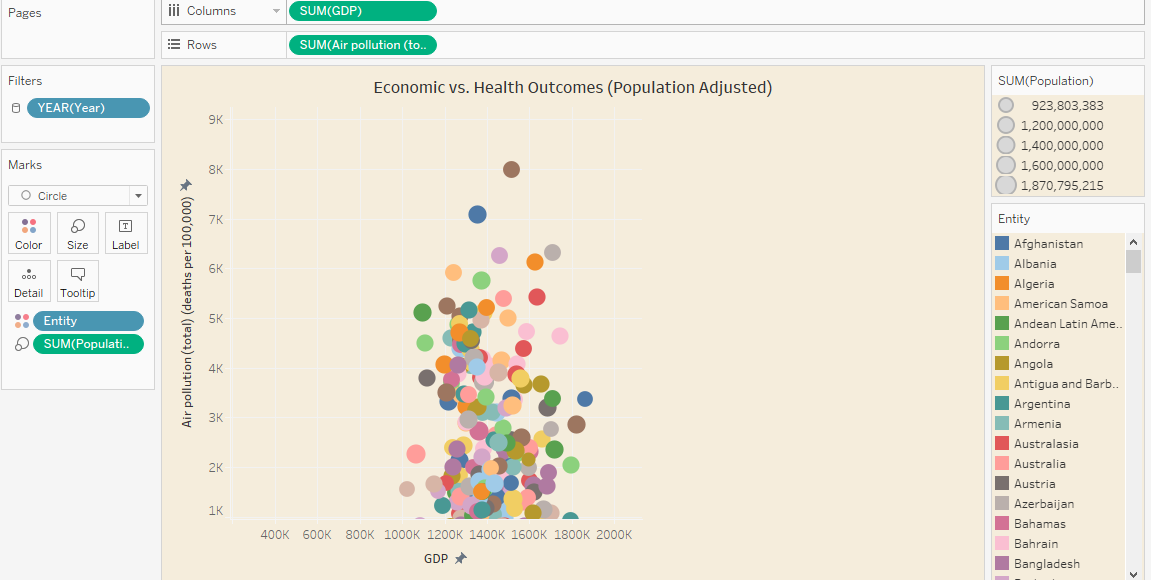 Pages
Columns
SUM(GDP)
Rows
SUM(Air pollution (to..
Filters
YEAR(Year)
Marks
Circle
Color
Size
Label
Detail
Tooltip
Entity
SUM(Populati..
Economic vs. Health Outcomes (Population Adjusted)
Air pollution (total) (deaths per 100,000)
9K
8K
7K
6K
5K
4K
3K
2K
1K
400K
600K
800K
1000K
1200K
1400K
1600K
1800K
2000K
GDP
SUM(Population)
923,803,383
1,200,000,000
1,400,000,000
1,600,000,000
1,870,795,215
Entity
Afghanistan
Albania
Algeria
American Samoa
Andean Latin Ame..
Andorra
Angola
Antigua and Barb..
Argentina
Armenia
Australasia
Australia
Austria
Azerbaijan
Bahamas
Bahrain
Bangladesh